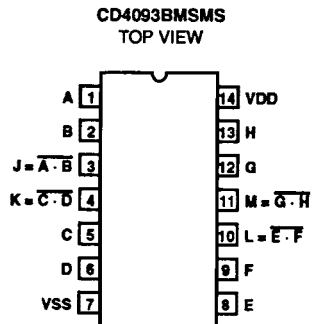 CD4093BMSMS
TOP VIEW
A 1 14 VDD
B 2 13 H
J = A̅ ̅·̅ ̅B̅ 3 12 G
K = C̅ ̅·̅ ̅D̅ 4 11 M = G̅ ̅·̅ ̅H̅
C 5 10 L = E̅ ̅·̅ ̅F̅
D 6 9 F
VSS 7 8 E